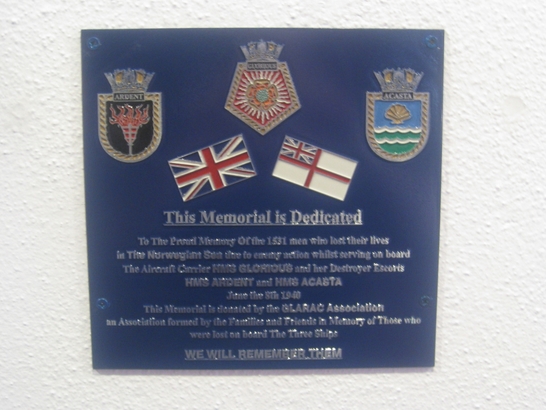 GLORIOUS
ARDENT
ACASTA
This Memorial is Dedicated
To The Proud Memory Of the 1531 men who lost their lives
in The Norwegian Sea due to enemy action whilst serving on board
The Aircraft Carrier HMS GLORIOUS and her Destroyer Escorts
HMS ARDENT and HMS ACASTA
June the 8th 1940
This Memorial is donated by the GLARAC Association
an Association formed by the Families and Friends in Memory of Those who
were lost on board The Three Ships
WE WILL REMEMBER THEM